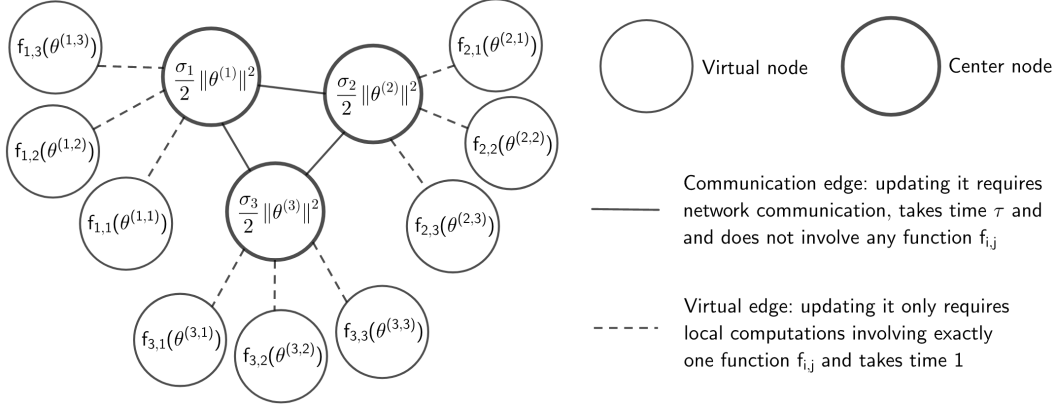 f1,3(θ(1,3))
σ1/2 ‖θ(1)‖2
f2,1(θ(2,1))
σ2/2 ‖θ(2)‖2
f1,2(θ(1,2))
f2,2(θ(2,2))
f1,1(θ(1,1))
σ3/2 ‖θ(3)‖2
f2,3(θ(2,3))
f3,1(θ(3,1))
f3,2(θ(3,2))
f3,3(θ(3,3))
Virtual node
Center node
Communication edge: updating it requires
network communication, takes time τ and
and does not involve any function fi,j
Virtual edge: updating it only requires
local computations involving exactly
one function fi,j and takes time 1